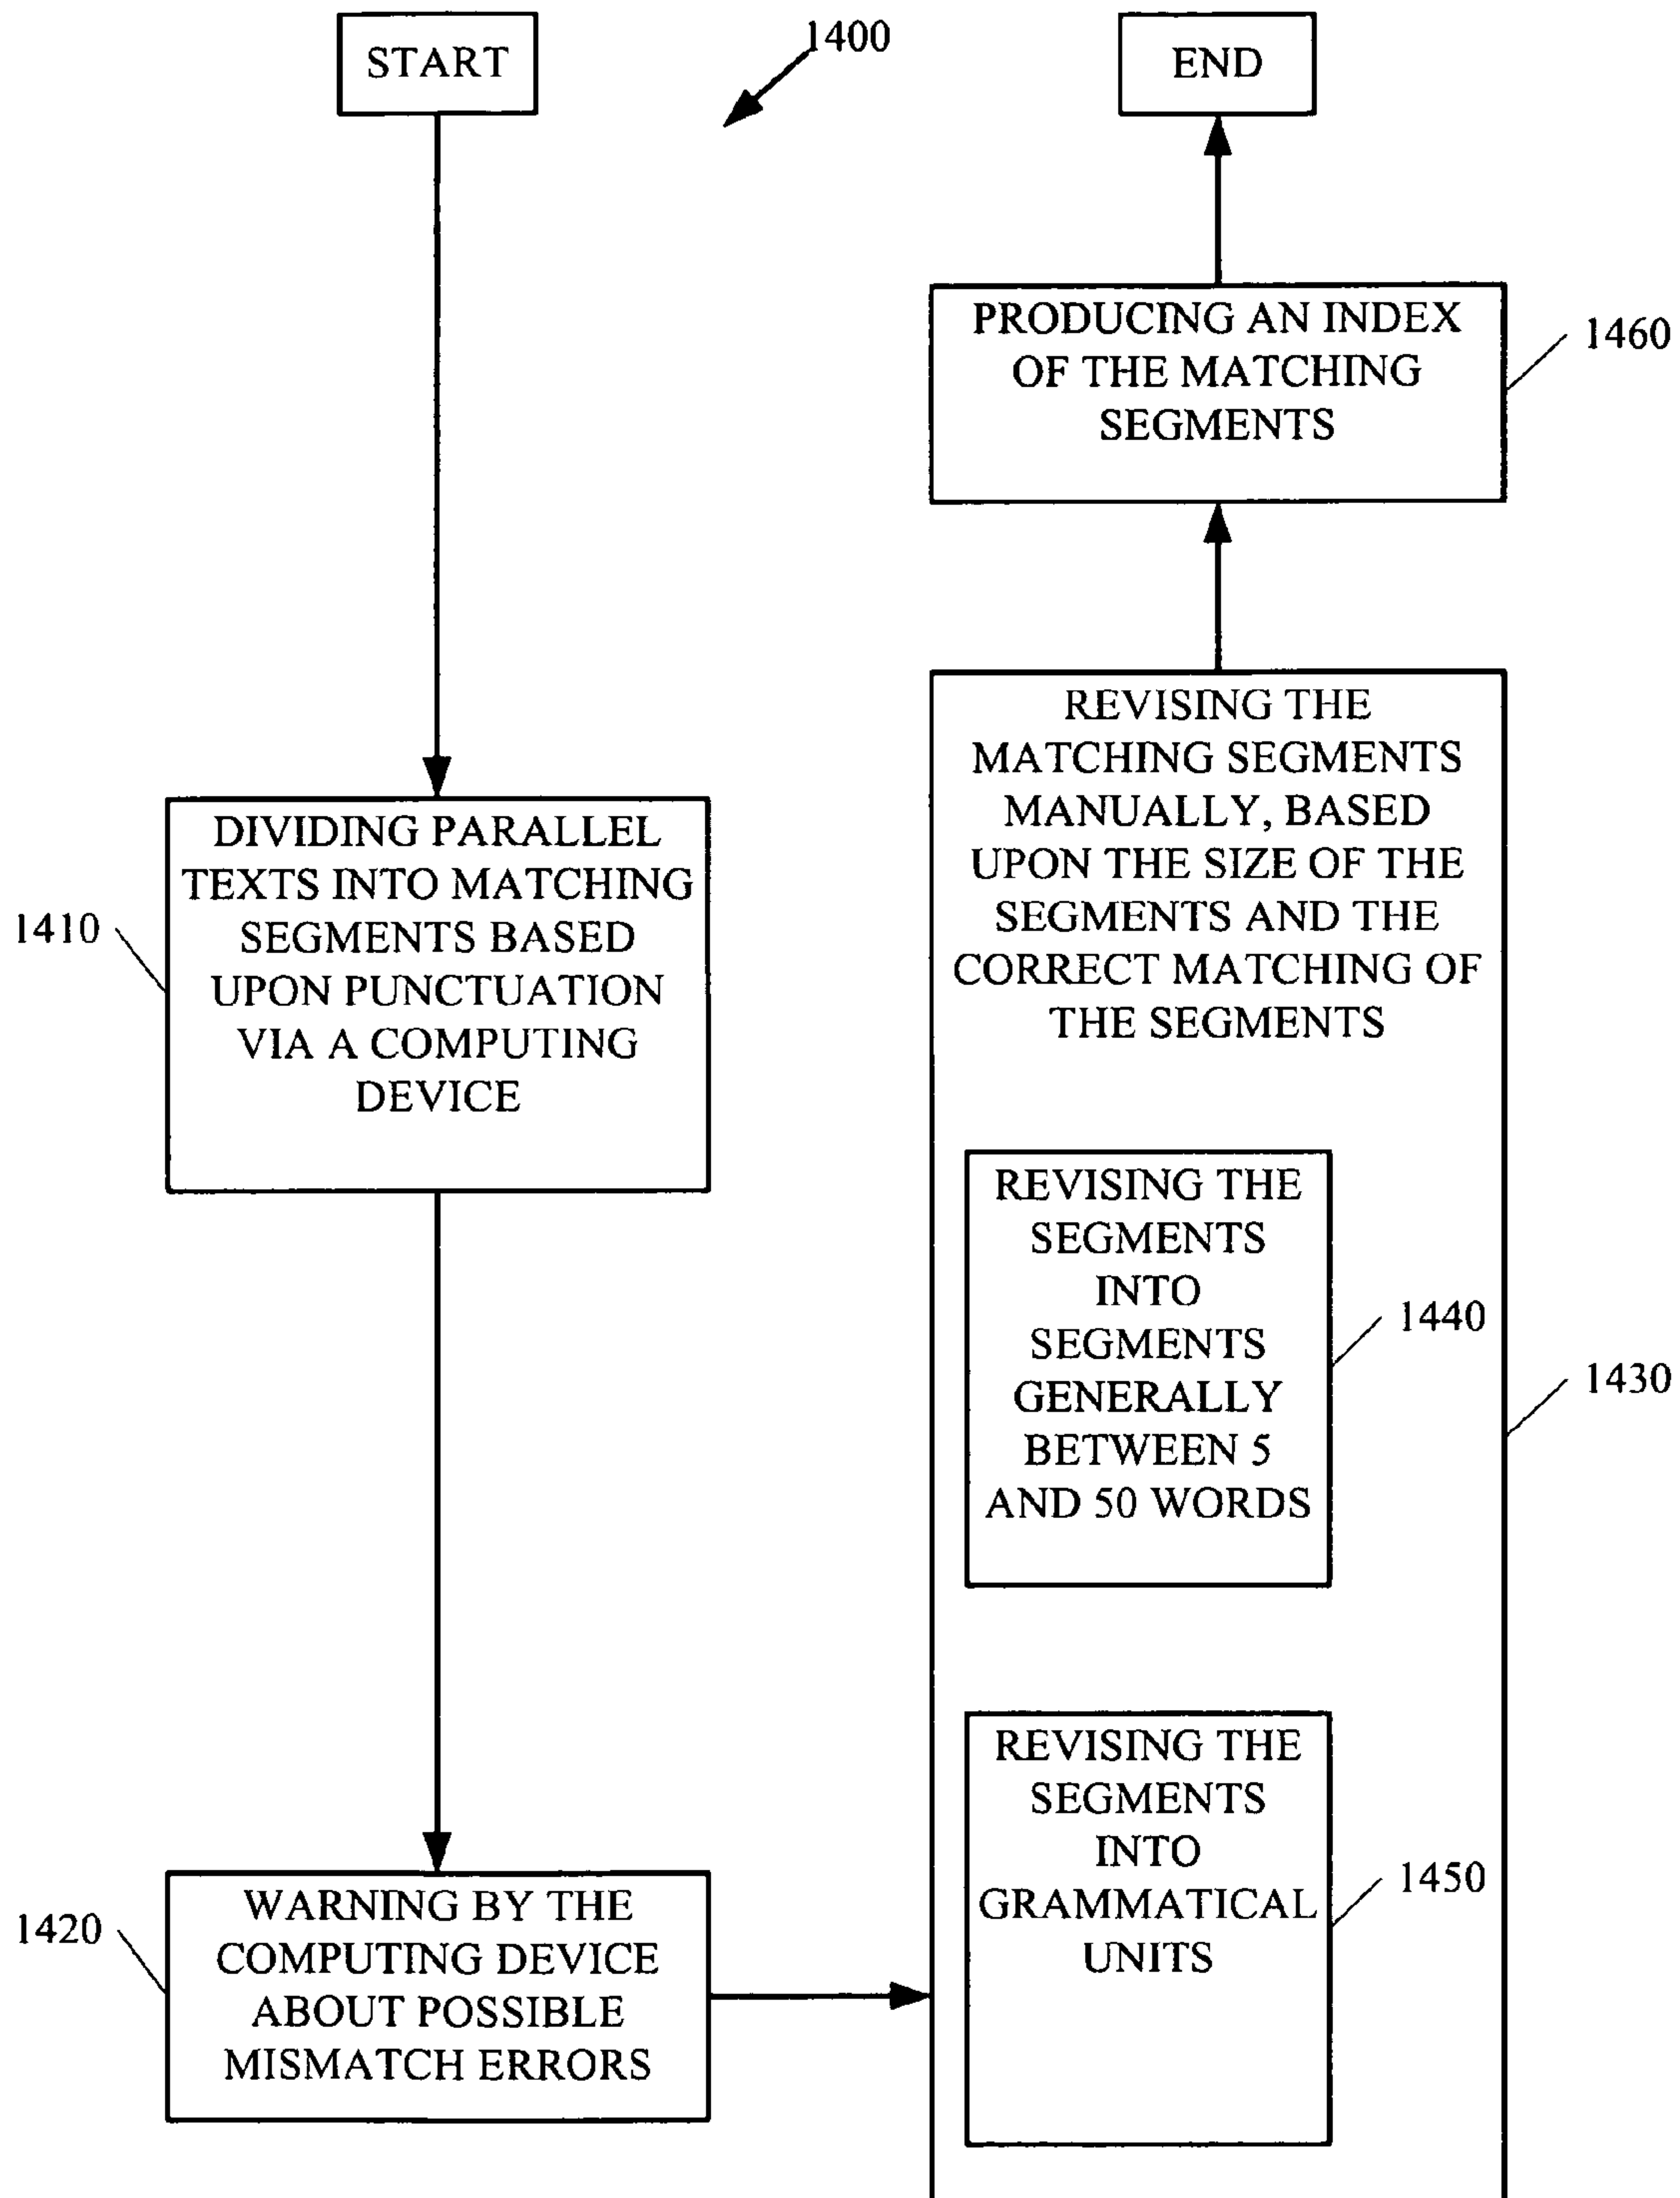 START
1400
END
PRODUCING AN INDEX
OF THE MATCHING
SEGMENTS
1460
DIVIDING PARALLEL
TEXTS INTO MATCHING
SEGMENTS BASED
UPON PUNCTUATION
VIA A COMPUTING
DEVICE
1410
REVISING THE
MATCHING SEGMENTS
MANUALLY, BASED
UPON THE SIZE OF THE
SEGMENTS AND THE
CORRECT MATCHING OF
THE SEGMENTS
REVISING THE
SEGMENTS
INTO
SEGMENTS
GENERALLY
BETWEEN 5
AND 50 WORDS
1440
1430
REVISING THE
SEGMENTS
INTO
GRAMMATICAL
UNITS
1450
WARNING BY THE
COMPUTING DEVICE
ABOUT POSSIBLE
MISMATCH ERRORS
1420